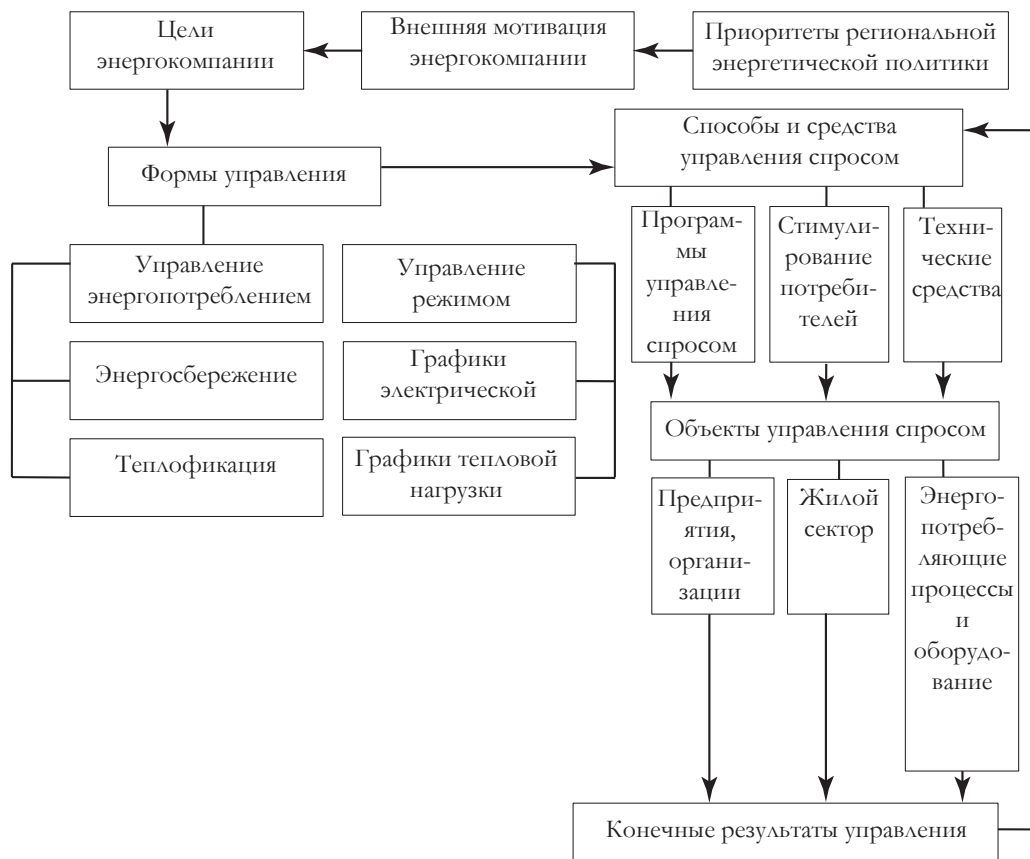 Цели
энергокомпании
Внешняя мотивация
энергокомпании
Приоритеты региональной
энергетической политики
Формы управления
Способы и средства
управления спросом
Управление
энергопотреблением
Управление
режимом
Энергосбережение
Графики
электрической
Теплофикация
Графики тепловой
нагрузки
Програм-
мы
управле-
ния
спросом
Стимули-
рование
потреби-
телей
Техни-
ческие
средства
Объекты управления спросом
Предпри-
ятия,
органи-
зации
Жилой
сектор
Энерго-
потреб-
ляющие
процессы
и
оборудо-
вание
Конечные результаты управления